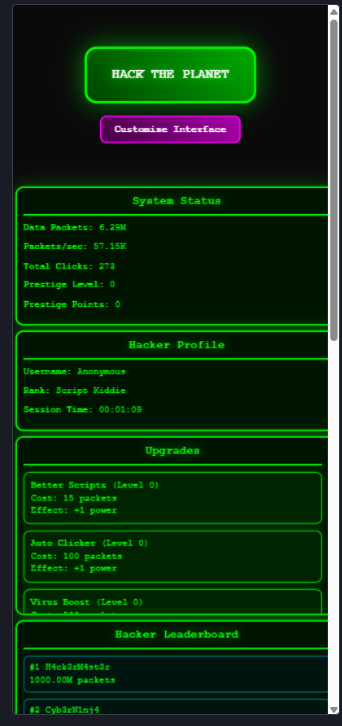 HACK THE PLANET
Customise Interface
System Status
Data Packets: 6.29M
Packets/sec: 57.15K
Total Clicks: 273
Prestige Level: 0
Prestige Points: 0
Hacker Profile
Username: Anonymous
Rank: Script Kiddie
Session Time: 00:01:09
Upgrades
Better Scripts (Level 0)
Cost: 15 packets
Effect: +1 power
Auto Clicker (Level 0)
Cost: 100 packets
Effect: +1 power
Virus Boost (Level 0)
Hacker Leaderboard
#1 H4ck3rM4st3r
1000.00M packets
#2 Cyb3rN1nj4